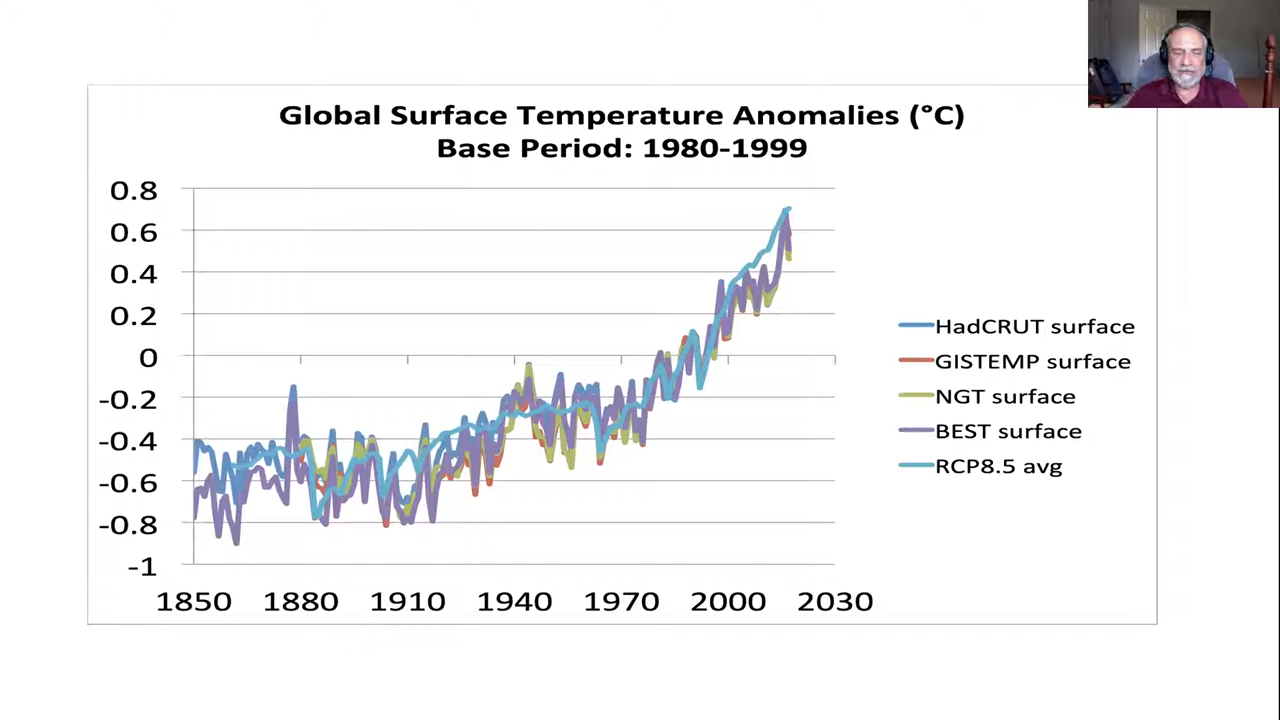 Global Surface Temperature Anomalies (°C)
Base Period: 1980-1999
0.8
0.6
0.4
0.2
0
-0.2
-0.4
-0.6
-0.8
-1
1850 1880 1910 1940 1970 2000 2030
HadCRUT surface
GISTEMP surface
NGT surface
BEST surface
RCP8.5 avg